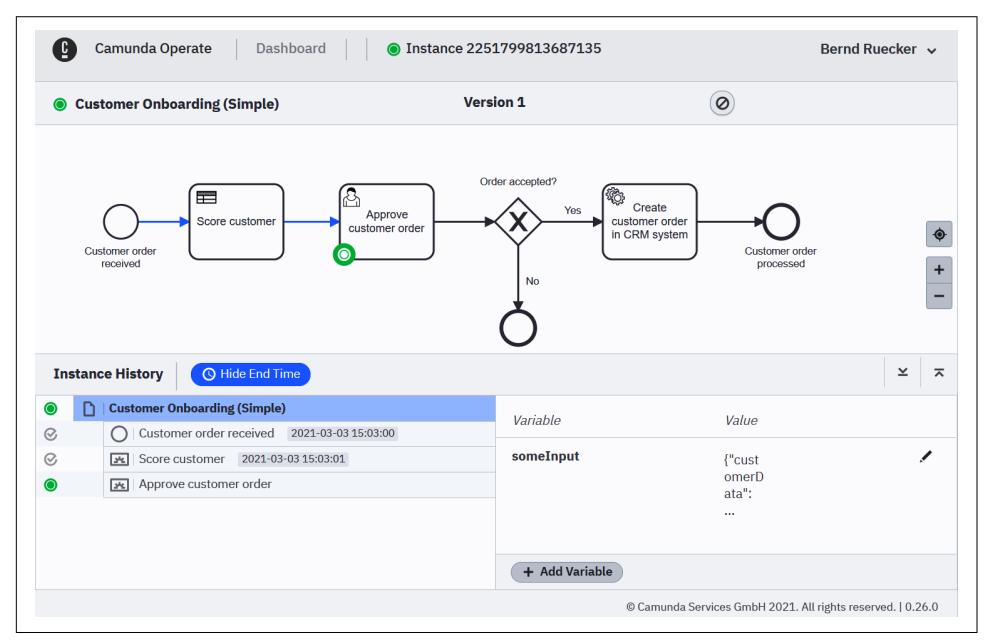 Camunda Operate
Dashboard
Instance 2251799813687135
Bernd Ruecker
Customer Onboarding (Simple)
Version 1
Order accepted?
Score customer
Approve
customer order
Yes
Create
customer order
in CRM system
Customer order
received
Customer order
processed
No
Instance History
Hide End Time
Customer Onboarding (Simple)
Customer order received 2021-03-03 15:03:00
Score customer 2021-03-03 15:03:01
Approve customer order
Variable
Value
someInput
{"cust
omerD
ata":
...
+ Add Variable
© Camunda Services GmbH 2021. All rights reserved. | 0.26.0